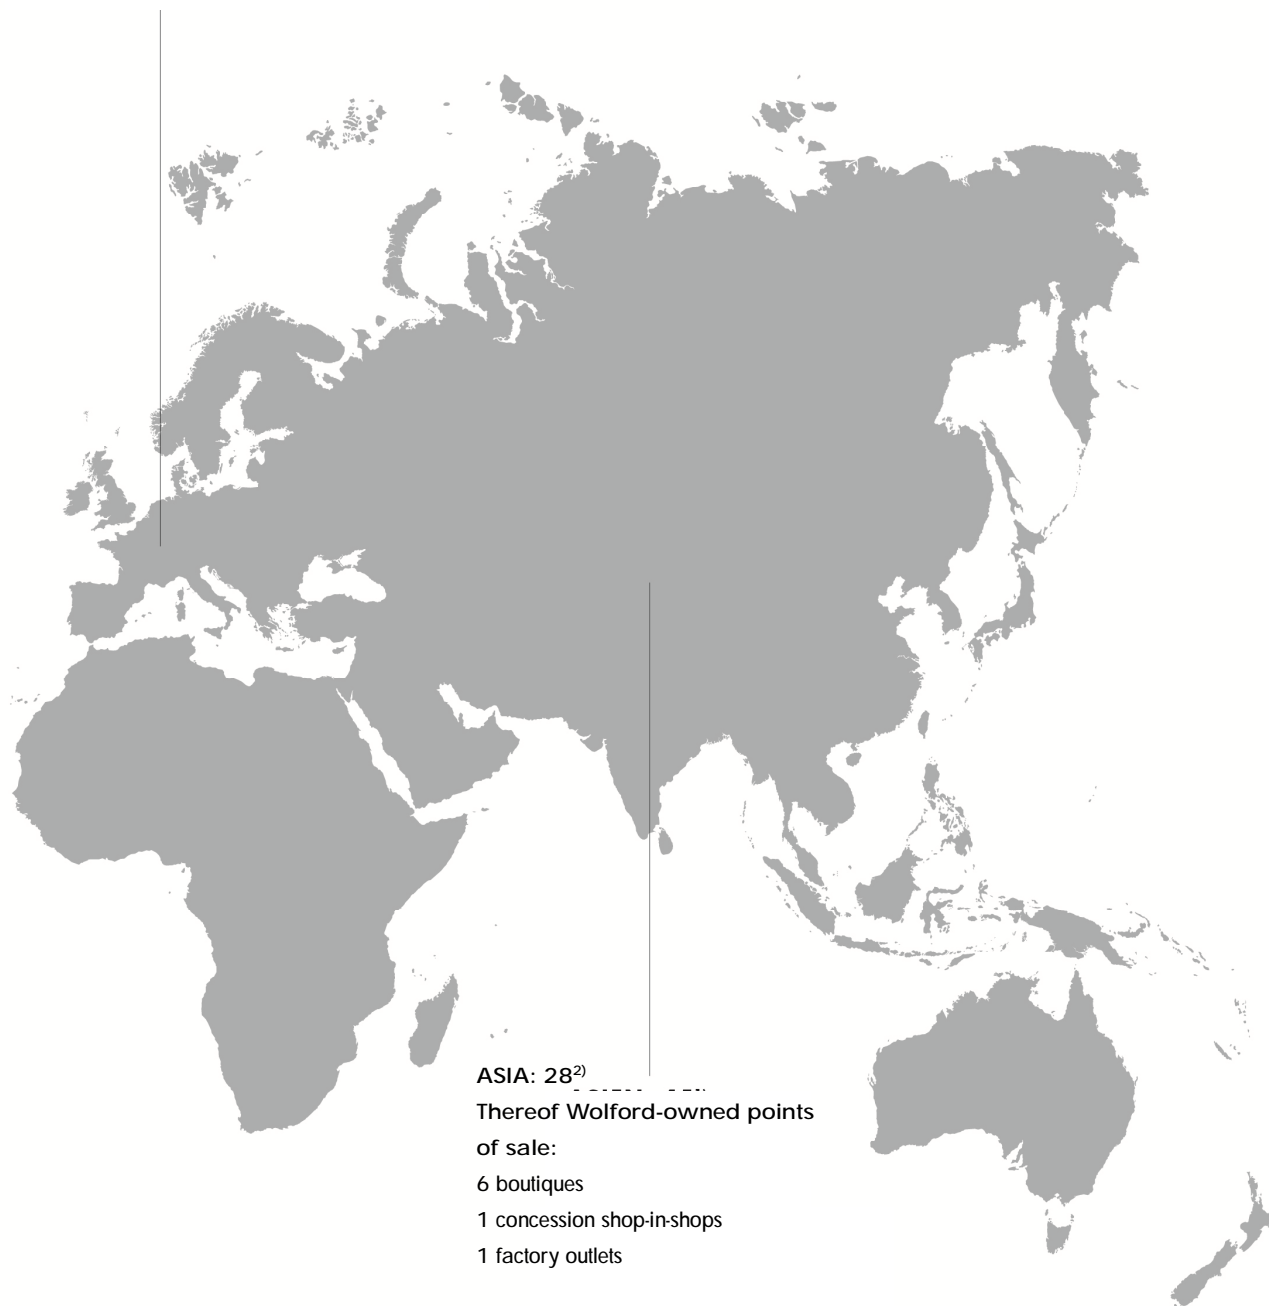 ASIA: 28²⁾
Thereof Wolford-owned points
of sale:
6 boutiques
1 concession shop-in-shops
1 factory outlets